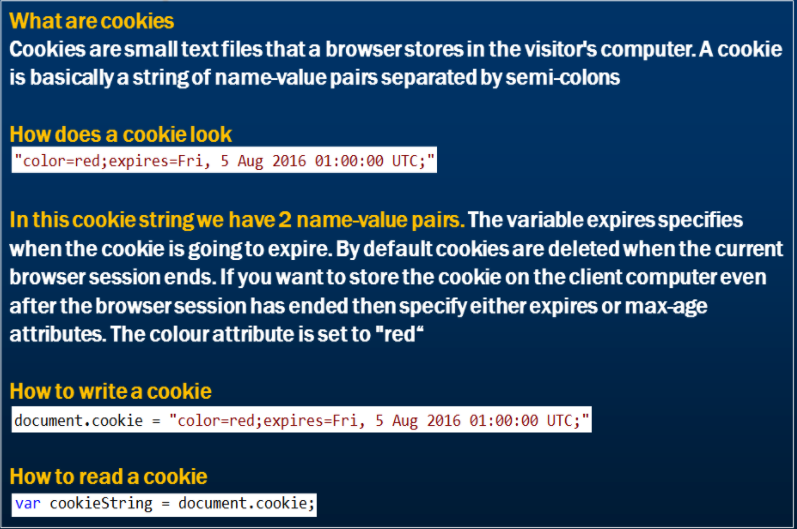 What are cookies
Cookies are small text files that a browser stores in the visitor's computer. A cookie
is basically a string of name-value pairs separated by semi-colons
How does a cookie look
"color=red;expires=Fri, 5 Aug 2016 01:00:00 UTC;"
In this cookie string we have 2 name-value pairs. The variable expires specifies
when the cookie is going to expire. By default cookies are deleted when the current
browser session ends. If you want to store the cookie on the client computer even
after the browser session has ended then specify either expires or max-age
attributes. The colour attribute is set to "red“
How to write a cookie
document.cookie = "color=red;expires=Fri, 5 Aug 2016 01:00:00 UTC;"
How to read a cookie
var cookieString = document.cookie;